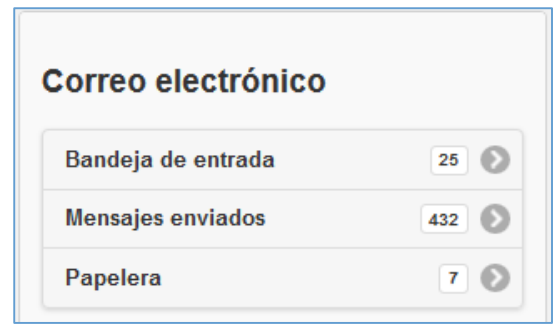 Correo electrónico
Bandeja de entrada 25
Mensajes enviados 432
Papelera 7